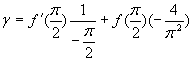 γ = f′(π/2) 1/(−π/2) + f(π/2)(−4/π²)